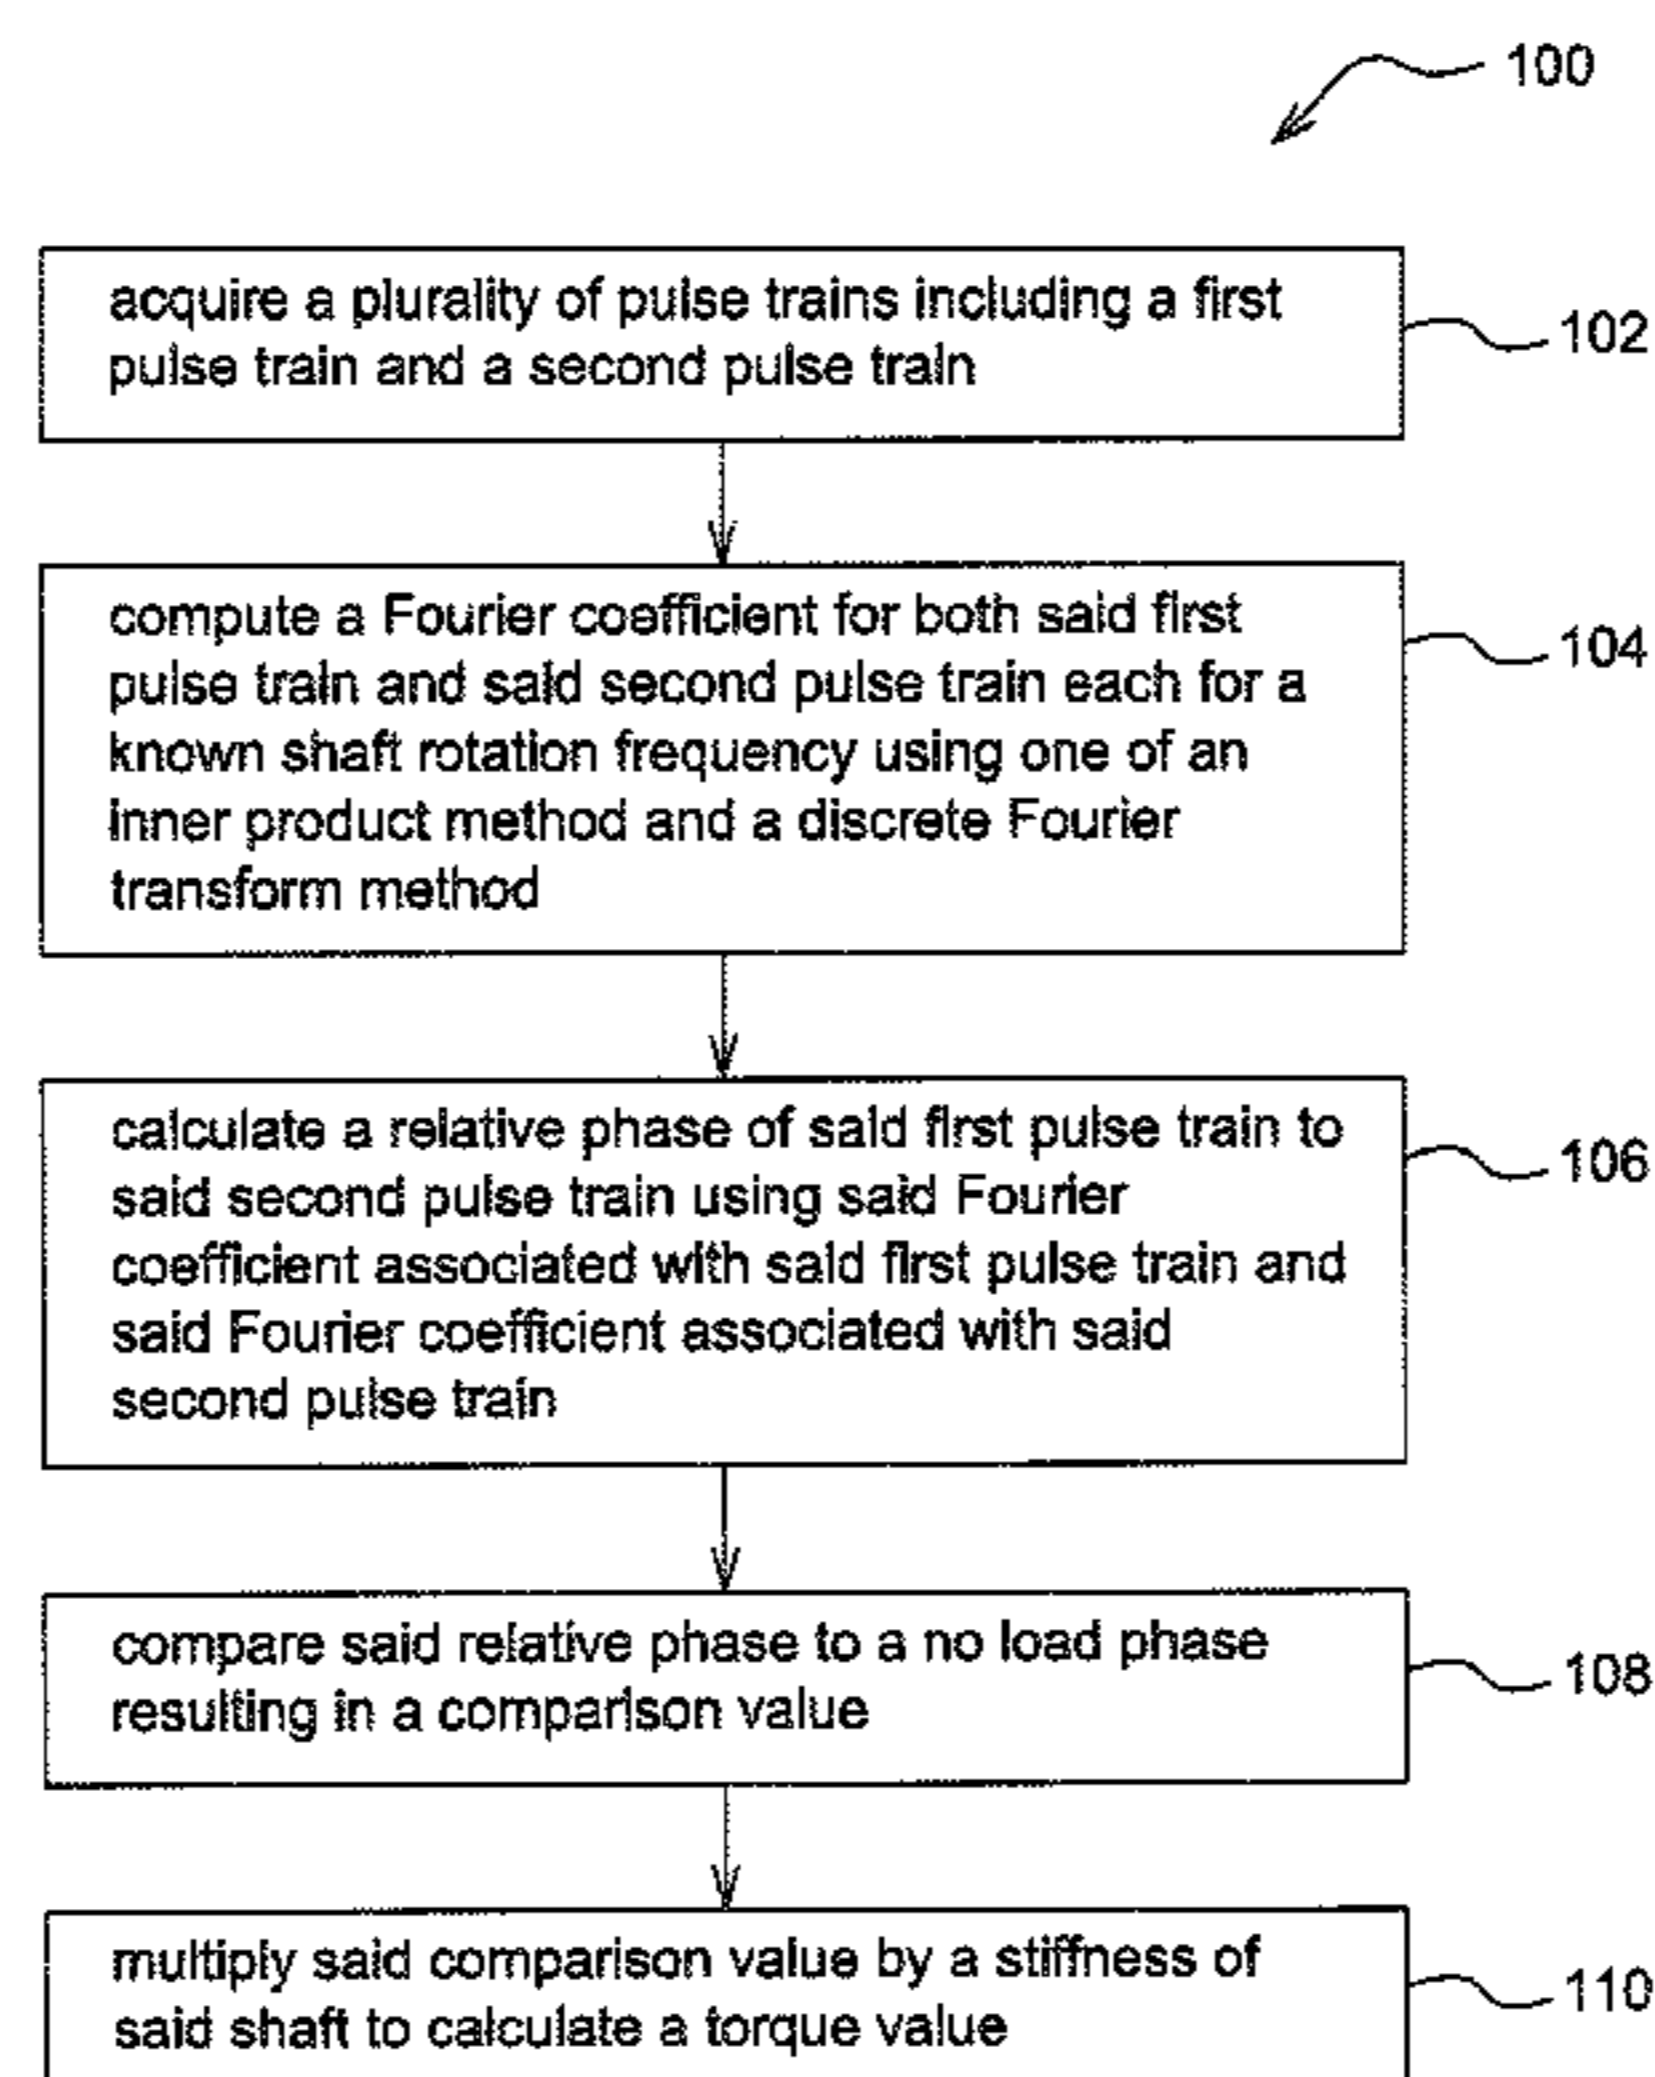 100
acquire a plurality of pulse trains including a first
pulse train and a second pulse train
102
compute a Fourier coefficient for both said first
pulse train and said second pulse train each for a
known shaft rotation frequency using one of an
inner product method and a discrete Fourier
transform method
104
calculate a relative phase of said first pulse train to
said second pulse train using said Fourier
coefficient associated with said first pulse train and
said Fourier coefficient associated with said
second pulse train
106
compare said relative phase to a no load phase
resulting in a comparison value
108
multiply said comparison value by a stiffness of
said shaft to calculate a torque value
110